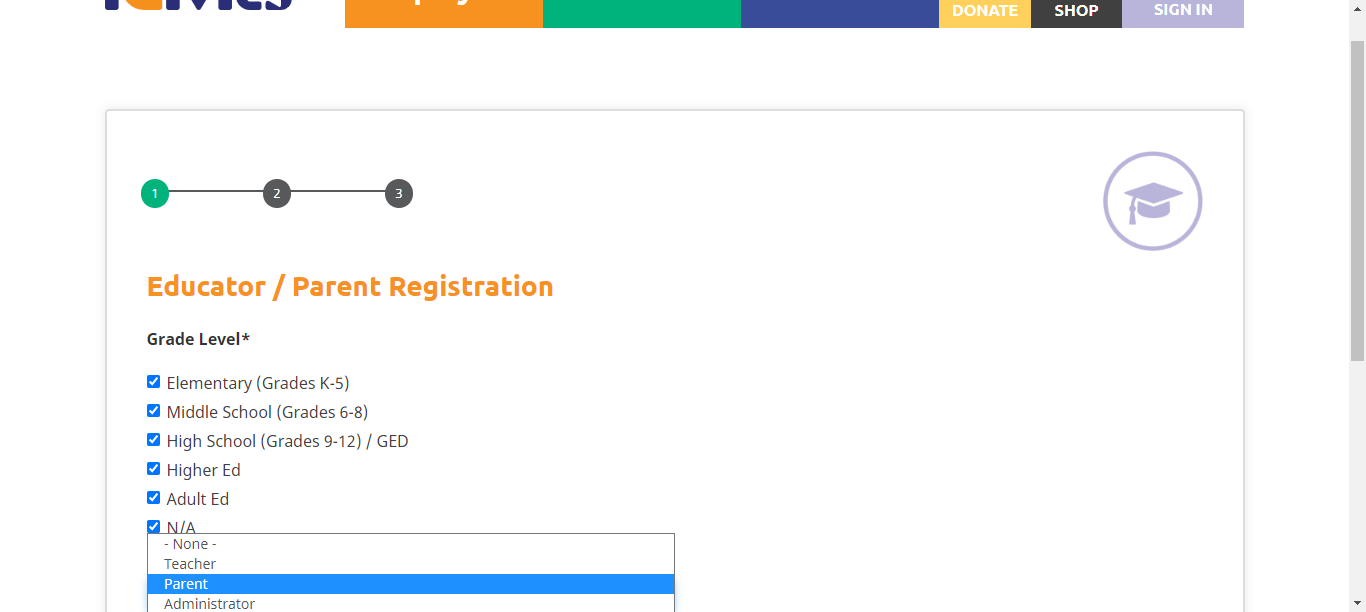 DONATE SHOP SIGN IN
1 2 3
Educator / Parent Registration
Grade Level*
Elementary (Grades K-5)
Middle School (Grades 6-8)
High School (Grades 9-12) / GED
Higher Ed
Adult Ed
N/A
- None -
Teacher
Parent
Administrator